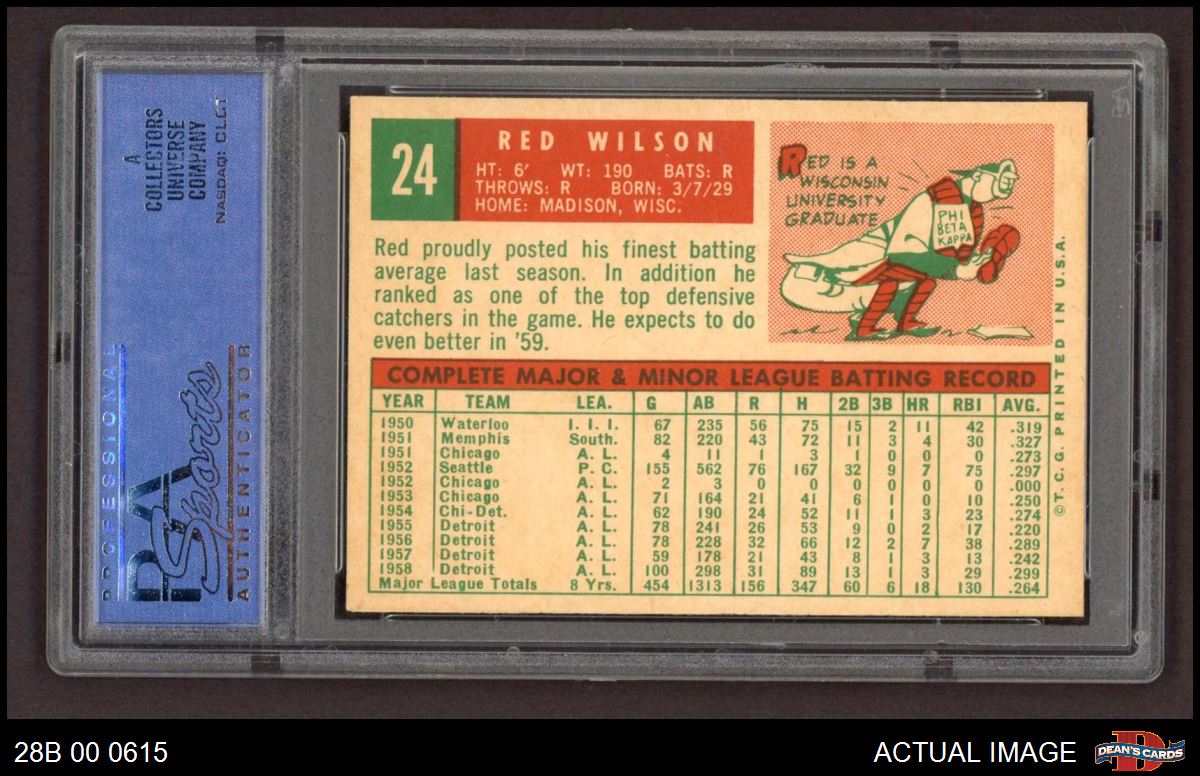 A
COLLECTORS
UNIVERSE
COMPANY
NASDAQ: CLCT
PROFESSIONAL
PSA
Sports
AUTHENTICATOR
24
RED WILSON
HT: 6' WT: 190 BATS: R
THROWS: R BORN: 3/7/29
HOME: MADISON, WISC.
Red proudly posted his finest batting
average last season. In addition he
ranked as one of the top defensive
catchers in the game. He expects to do
even better in '59.
RED IS A
WISCONSIN
UNIVERSITY
GRADUATE
PHI
BETA
KAPPA
COMPLETE MAJOR & MINOR LEAGUE BATTING RECORD
YEAR TEAM LEA. G AB R H 2B 3B HR RBI AVG.
1950 Waterloo I. I. I. 67 235 56 75 15 2 11 42 .319
1951 Memphis South. 82 220 43 72 11 3 4 30 .327
1951 Chicago A. L. 4 11 1 3 1 0 0 0 .273
1952 Seattle P. C. 155 562 76 167 32 9 7 75 .297
1952 Chicago A. L. 2 3 0 0 0 0 0 0 .000
1953 Chicago A. L. 71 164 21 41 6 1 0 10 .250
1954 Chi-Det. A. L. 62 190 24 52 11 1 3 23 .274
1955 Detroit A. L. 78 241 26 53 9 0 2 17 .220
1956 Detroit A. L. 78 228 32 66 12 2 7 38 .289
1957 Detroit A. L. 59 178 21 43 8 1 3 13 .242
1958 Detroit A. L. 100 298 31 89 13 1 3 29 .299
Major League Totals 8 Yrs. 454 1313 156 347 60 6 18 130 .264
©T. C. G. PRINTED IN U.S.A.
28B 00 0615
ACTUAL IMAGE
DEAN'S CARDS